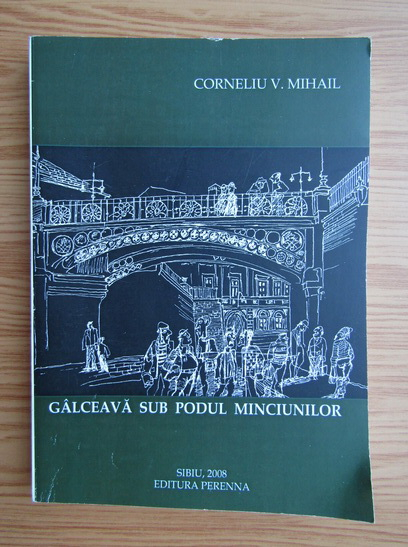 CORNELIU V. MIHAIL
GÂLCEAVĂ SUB PODUL MINCIUNILOR
SIBIU, 2008
EDITURA PERENNA